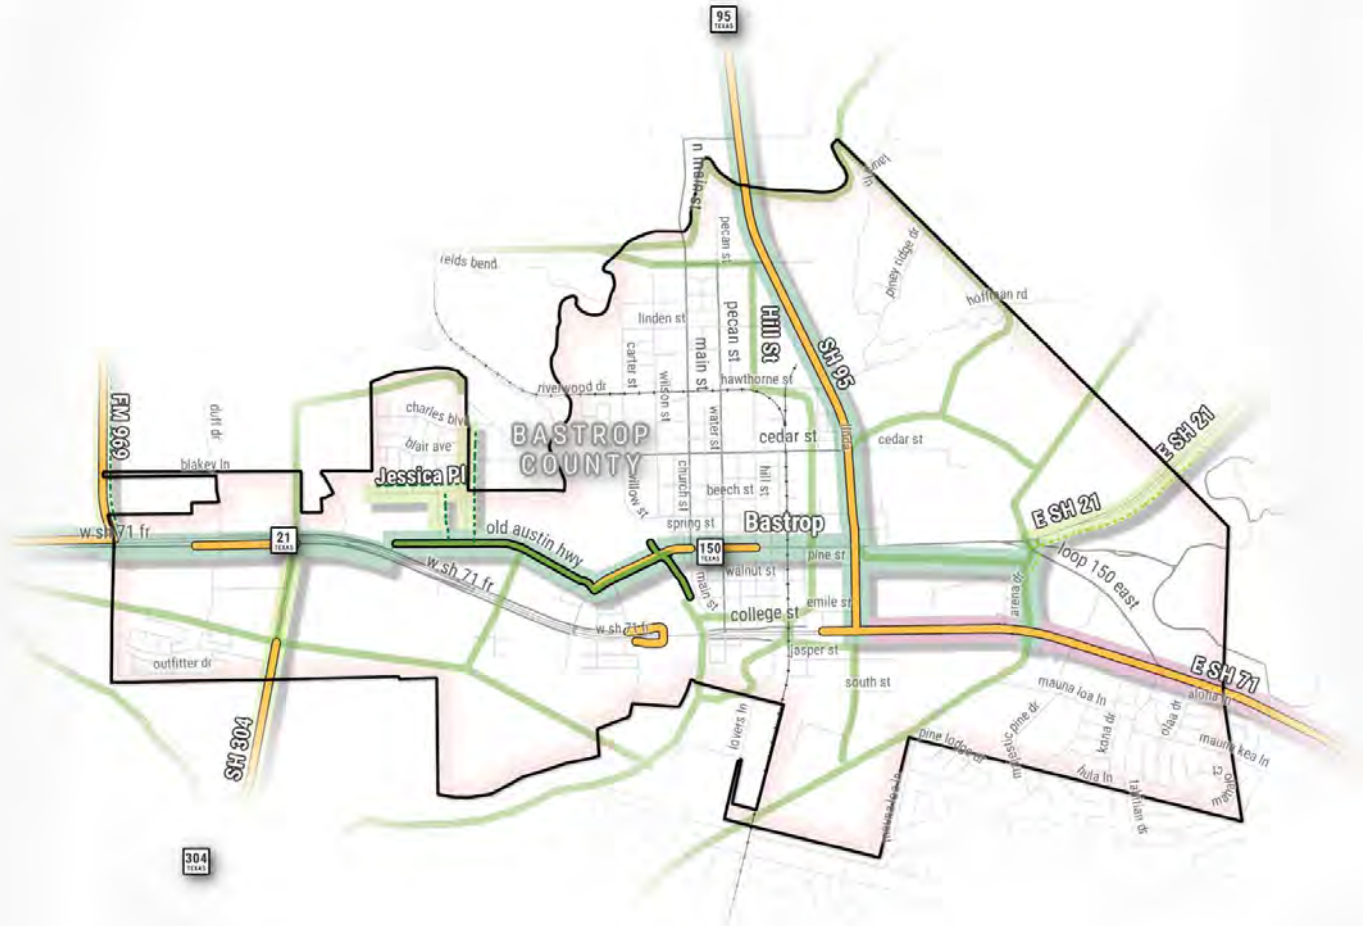 95
TEXAS
n main st
pecan st
piney ridge dr
fields bend
hoffman rd
linden st
pecan st
Hill St
SH 95
carter st
main st
wilson st
riverwood dr
hawthorne st
FM 969
duff dr
charles blvd
water st
blair ave
BASTROP
COUNTY
cedar st
cedar st
E SH 21
blakey ln
Jessica Pl
willow st
church st
beech st
hill st
spring st
Bastrop
E SH 21
w sh 71 fr
21
TEXAS
old austin hwy
150
TEXAS
pine st
loop 150 east
w sh 71 fr
walnut st
main st
arena dr
emile st
college st
w sh 71 fr
jasper st
outfitter dr
south st
E SH 71
mauna loa ln
aloha ln
olaa dr
lovers ln
majestic pine dr
kona dr
SH 304
pine lodge dr
mauna kea ln
hula ln
tahitian dr
304
TEXAS